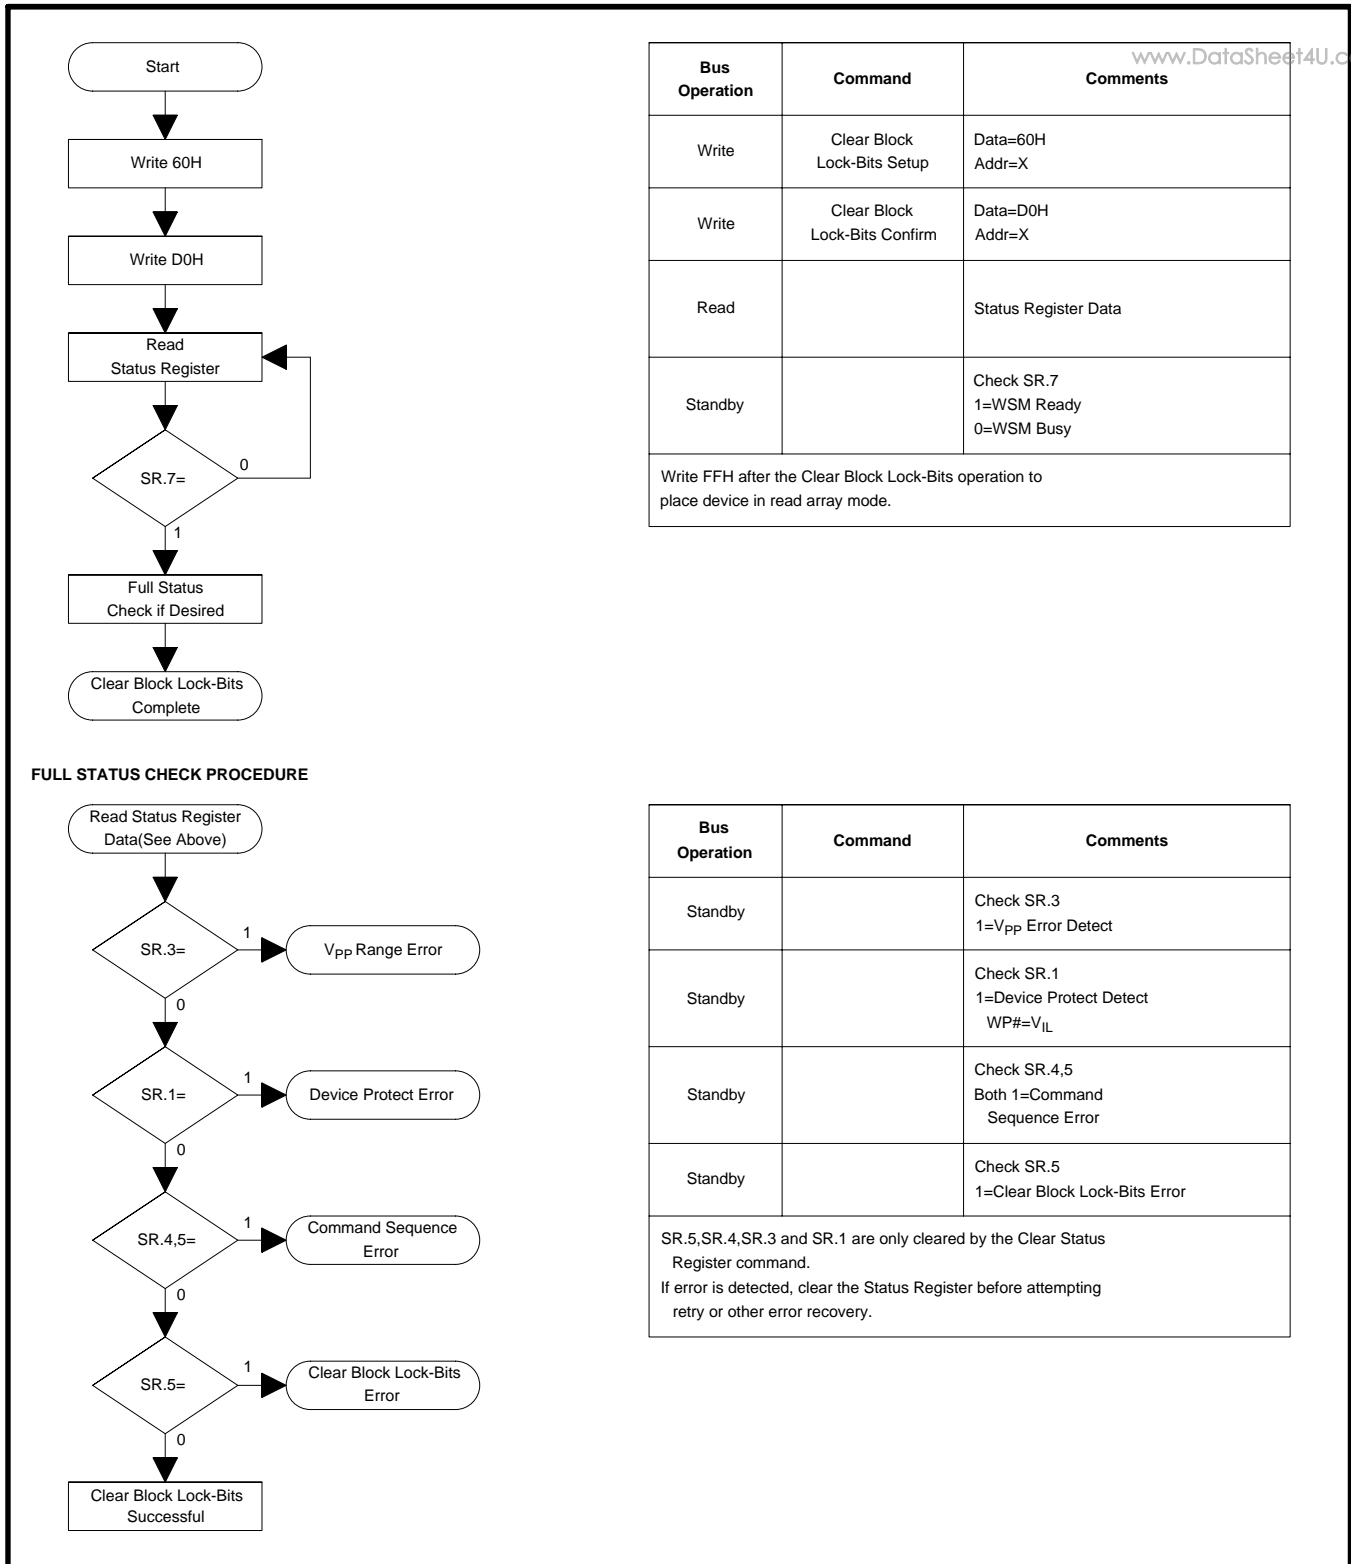 Start
Write 60H
Write D0H
Read
Status Register
SR.7=
0
1
Full Status
Check if Desired
Clear Block Lock-Bits
Complete
www.DataSheet4U.c
Bus
Operation
Command
Comments
Write
Clear Block
Lock-Bits Setup
Data=60H
Addr=X
Write
Clear Block
Lock-Bits Confirm
Data=D0H
Addr=X
Read
Status Register Data
Standby
Check SR.7
1=WSM Ready
0=WSM Busy
Write FFH after the Clear Block Lock-Bits operation to
place device in read array mode.
FULL STATUS CHECK PROCEDURE
Read Status Register
Data(See Above)
SR.3=
1
VPP Range Error
0
SR.1=
1
Device Protect Error
0
SR.4,5=
1
Command Sequence
Error
0
SR.5=
1
Clear Block Lock-Bits
Error
0
Clear Block Lock-Bits
Successful
Bus
Operation
Command
Comments
Standby
Check SR.3
1=VPP Error Detect
Standby
Check SR.1
1=Device Protect Detect
WP#=VIL
Standby
Check SR.4,5
Both 1=Command
Sequence Error
Standby
Check SR.5
1=Clear Block Lock-Bits Error
SR.5,SR.4,SR.3 and SR.1 are only cleared by the Clear Status
Register command.
If error is detected, clear the Status Register before attempting
retry or other error recovery.